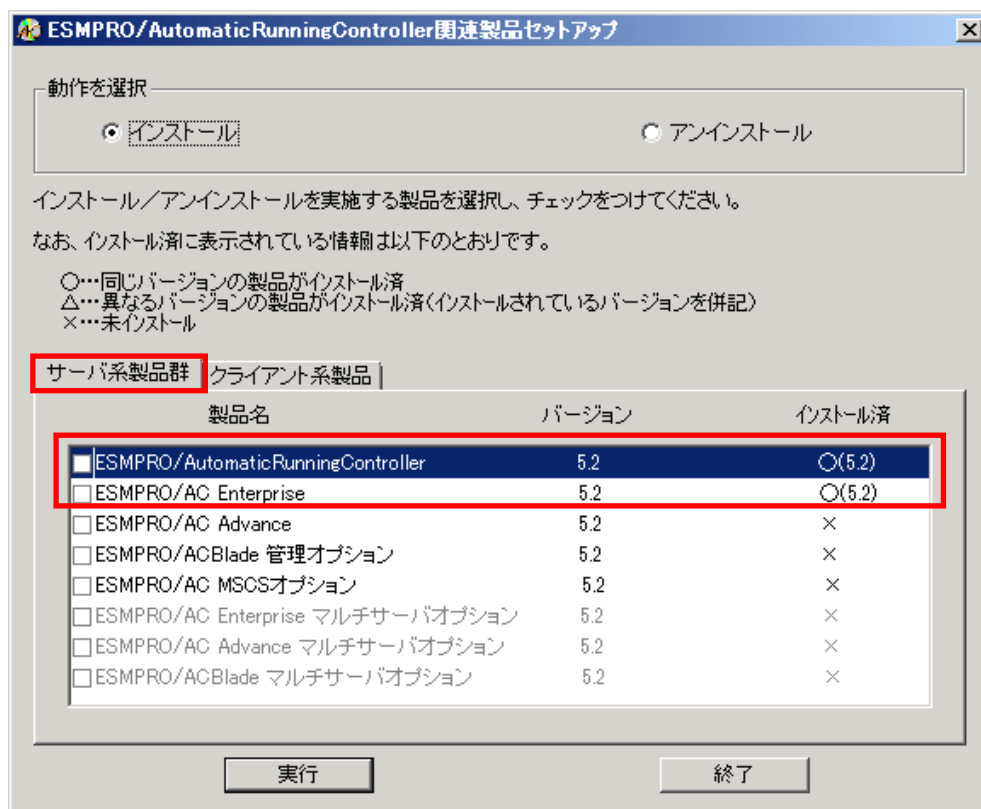 ESMPRO/AutomaticRunningController関連製品セットアップ
動作を選択
インストール アンインストール
インストール／アンインストールを実施する製品を選択し、チェックをつけてください。
なお、インストール済に表示されている情報は以下のとおりです。
○…同じバージョンの製品がインストール済
△…異なるバージョンの製品がインストール済(インストールされているバージョンを併記)
×…未インストール
サーバ系製品群 クライアント系製品
製品名 バージョン インストール済
ESMPRO/AutomaticRunningController 5.2 ○(5.2)
ESMPRO/AC Enterprise 5.2 ○(5.2)
ESMPRO/AC Advance 5.2 ×
ESMPRO/ACBlade 管理オプション 5.2 ×
ESMPRO/AC MSCSオプション 5.2 ×
ESMPRO/AC Enterprise マルチサーバオプション 5.2 ×
ESMPRO/AC Advance マルチサーバオプション 5.2 ×
ESMPRO/ACBlade マルチサーバオプション 5.2 ×
実行 終了